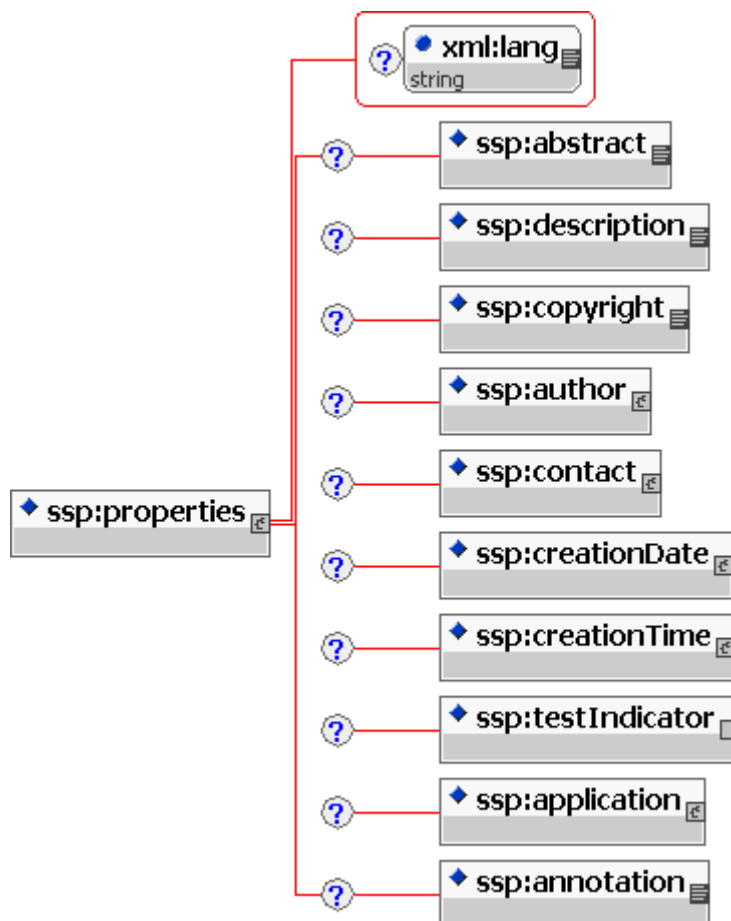 ? xml:lang
string
? ssp:abstract
? ssp:description
? ssp:copyright
? ssp:author
? ssp:contact
ssp:properties
? ssp:creationDate
? ssp:creationTime
? ssp:testIndicator
? ssp:application
? ssp:annotation